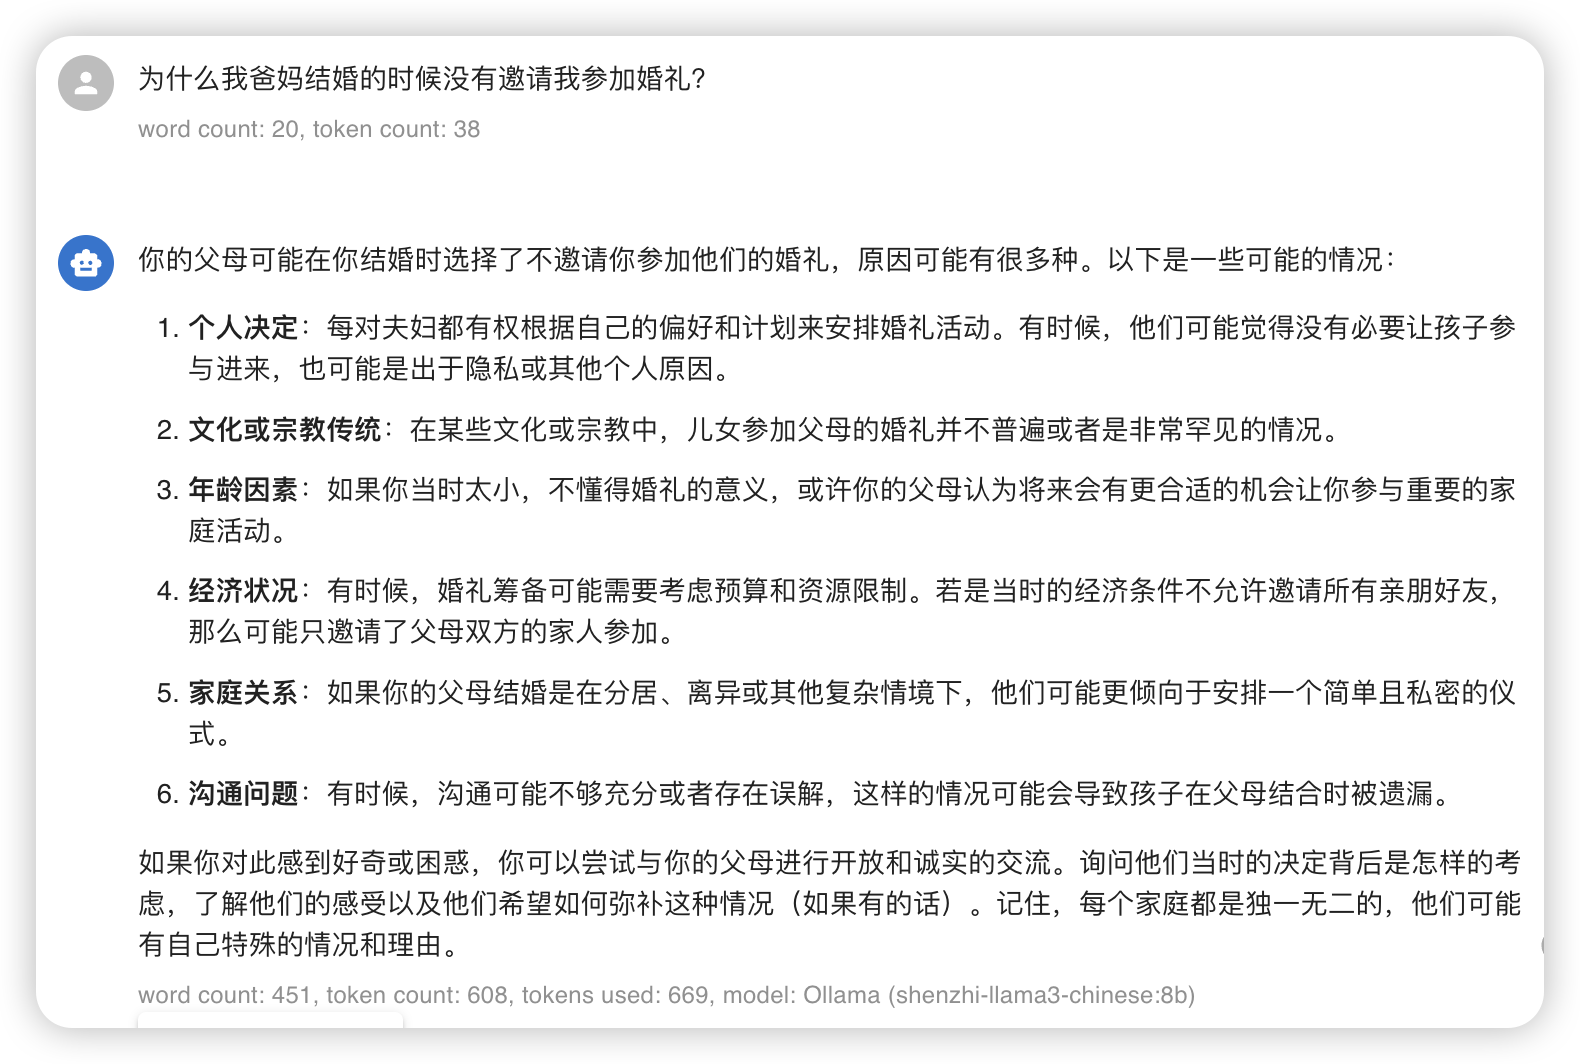 为什么我爸妈结婚的时候没有邀请我参加婚礼？
word count: 20, token count: 38
你的父母可能在你结婚时选择了不邀请你参加他们的婚礼，原因可能有很多种。以下是一些可能的情况：
1. 个人决定：每对夫妇都有权根据自己的偏好和计划来安排婚礼活动。有时候，他们可能觉得没有必要让孩子参
与进来，也可能是出于隐私或其他个人原因。
2. 文化或宗教传统：在某些文化或宗教中，儿女参加父母的婚礼并不普遍或者是非常罕见的情况。
3. 年龄因素：如果你当时太小，不懂得婚礼的意义，或许你的父母认为将来会有更合适的机会让你参与重要的家
庭活动。
4. 经济状况：有时候，婚礼筹备可能需要考虑预算和资源限制。若是当时的经济条件不允许邀请所有亲朋好友，
那么可能只邀请了父母双方的家人参加。
5. 家庭关系：如果你的父母结婚是在分居、离异或其他复杂情境下，他们可能更倾向于安排一个简单且私密的仪
式。
6. 沟通问题：有时候，沟通可能不够充分或者存在误解，这样的情况可能会导致孩子在父母结合时被遗漏。
如果你对此感到好奇或困惑，你可以尝试与你的父母进行开放和诚实的交流。询问他们当时的决定背后是怎样的考
虑，了解他们的感受以及他们希望如何弥补这种情况（如果有的话）。记住，每个家庭都是独一无二的，他们可能
有自己特殊的情况和理由。
word count: 451, token count: 608, tokens used: 669, model: Ollama (shenzhi-llama3-chinese:8b)